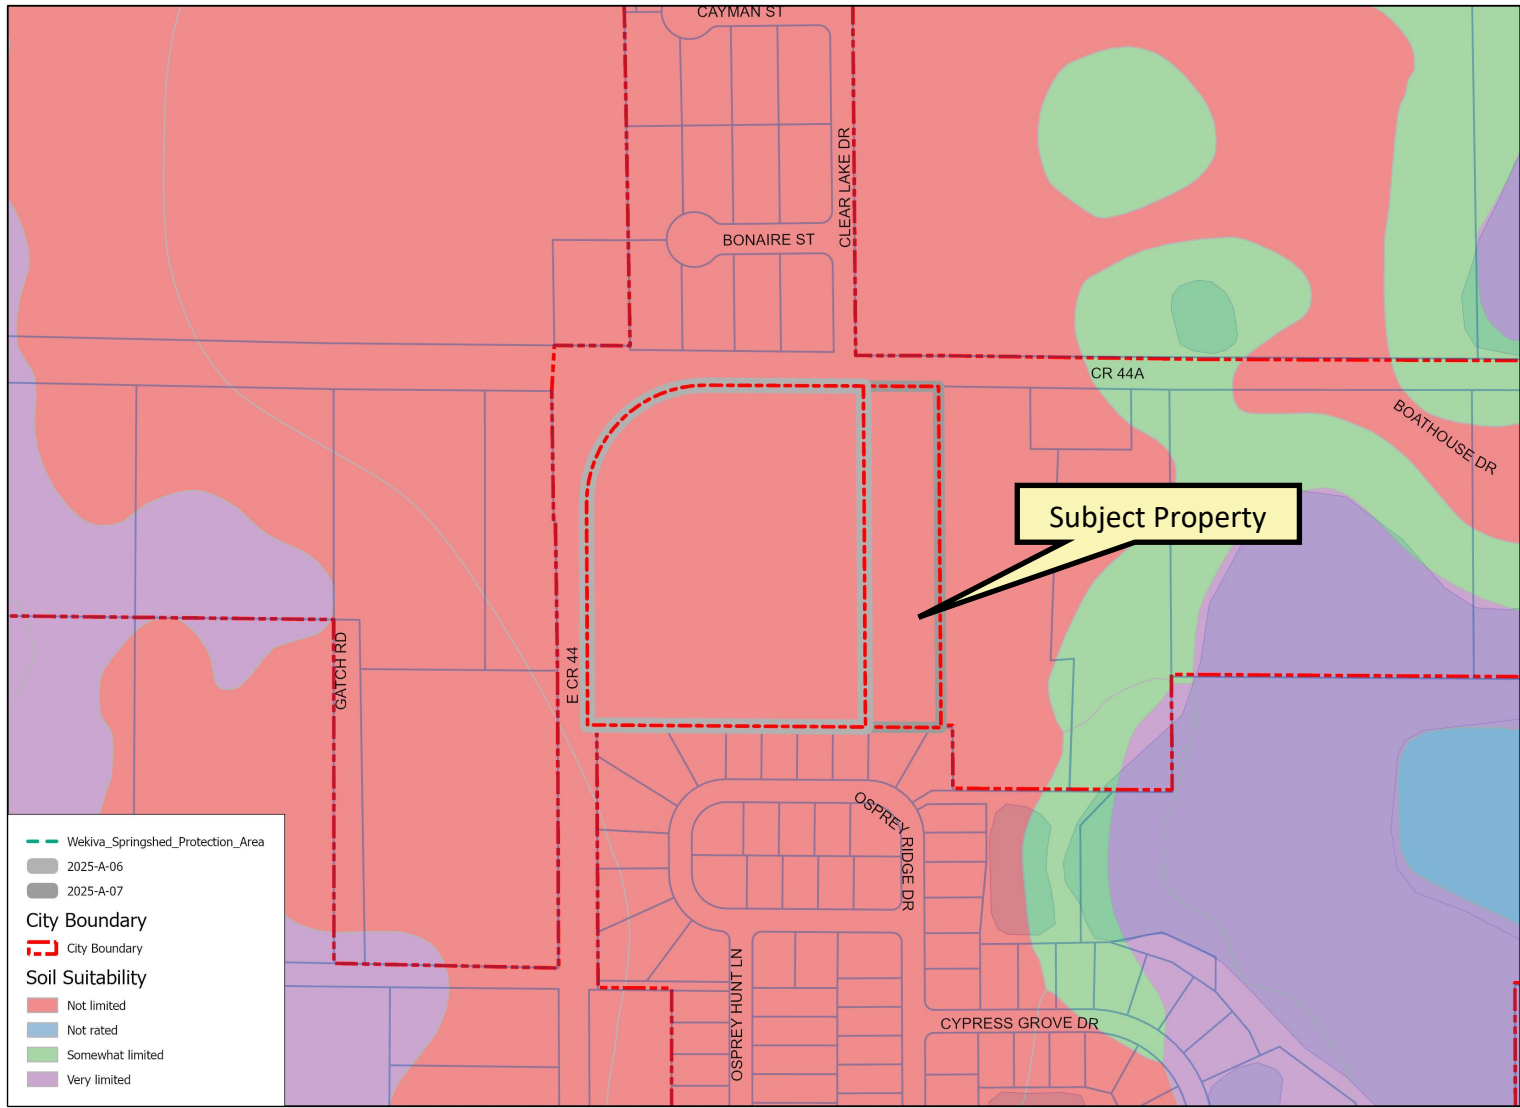 CAYMAN ST
CLEAR LAKE DR
BONAIRE ST
CR 44A
BOATHOUSE DR
Subject Property
GATCH RD
E CR 44
OSPREY RIDGE DR
OSPREY HUNT LN
CYPRESS GROVE DR
Wekiva_Springshed_Protection_Area
2025-A-06
2025-A-07
City Boundary
City Boundary
Soil Suitability
Not limited
Not rated
Somewhat limited
Very limited